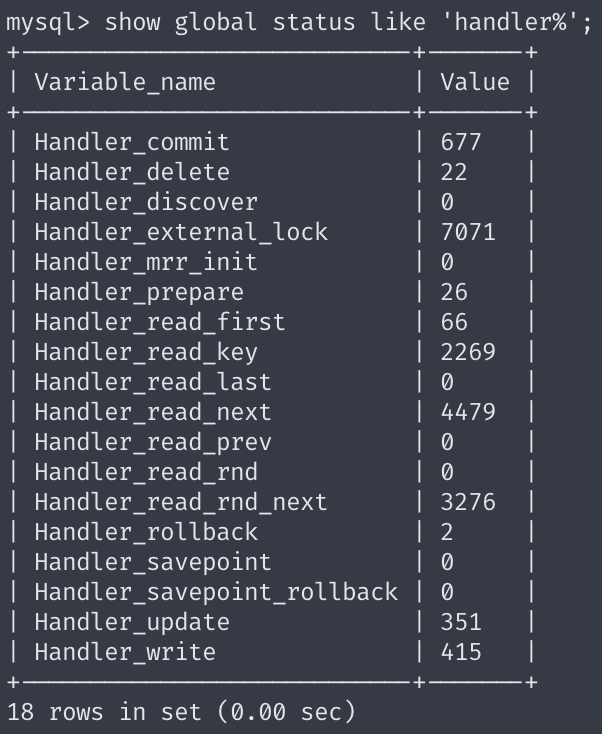 mysql> show global status like 'handler%';
+----------------------------+-------+
| Variable_name              | Value |
+----------------------------+-------+
| Handler_commit             | 677   |
| Handler_delete             | 22    |
| Handler_discover           | 0     |
| Handler_external_lock      | 7071  |
| Handler_mrr_init           | 0     |
| Handler_prepare            | 26    |
| Handler_read_first         | 66    |
| Handler_read_key           | 2269  |
| Handler_read_last          | 0     |
| Handler_read_next          | 4479  |
| Handler_read_prev          | 0     |
| Handler_read_rnd           | 0     |
| Handler_read_rnd_next      | 3276  |
| Handler_rollback           | 2     |
| Handler_savepoint          | 0     |
| Handler_savepoint_rollback | 0     |
| Handler_update             | 351   |
| Handler_write              | 415   |
+----------------------------+-------+
18 rows in set (0.00 sec)